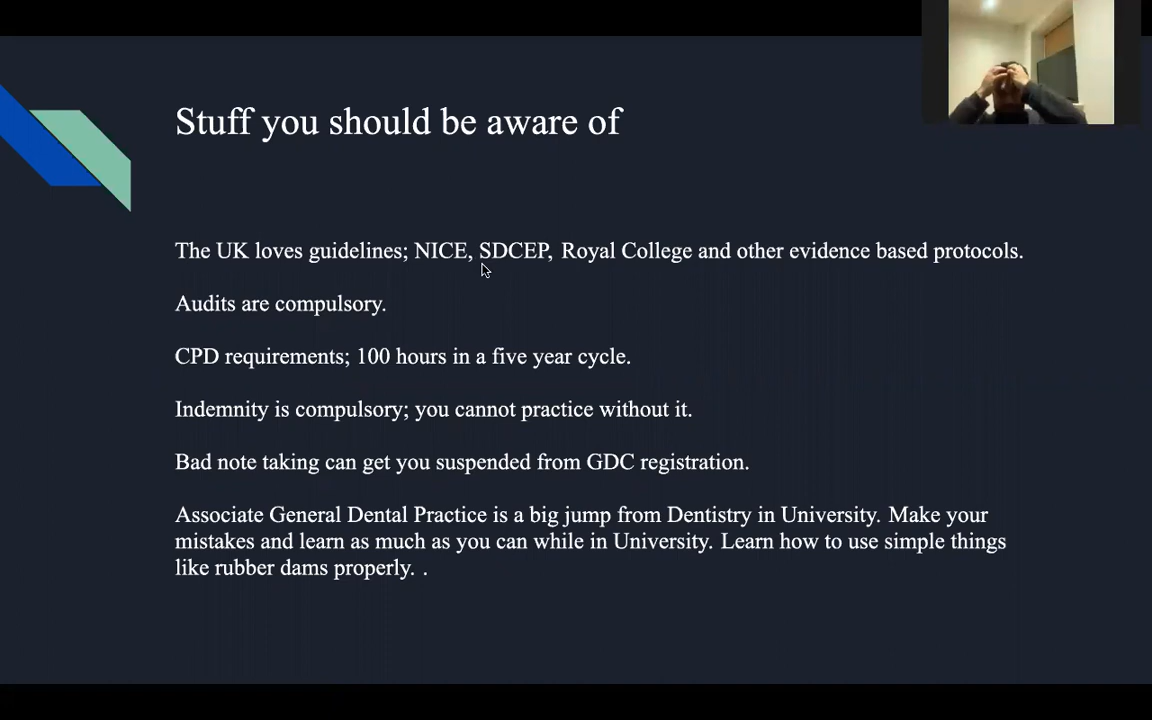 Stuff you should be aware of
The UK loves guidelines; NICE, SDCEP, Royal College and other evidence based protocols.
Audits are compulsory.
CPD requirements; 100 hours in a five year cycle.
Indemnity is compulsory; you cannot practice without it.
Bad note taking can get you suspended from GDC registration.
Associate General Dental Practice is a big jump from Dentistry in University. Make your
mistakes and learn as much as you can while in University. Learn how to use simple things
like rubber dams properly. .